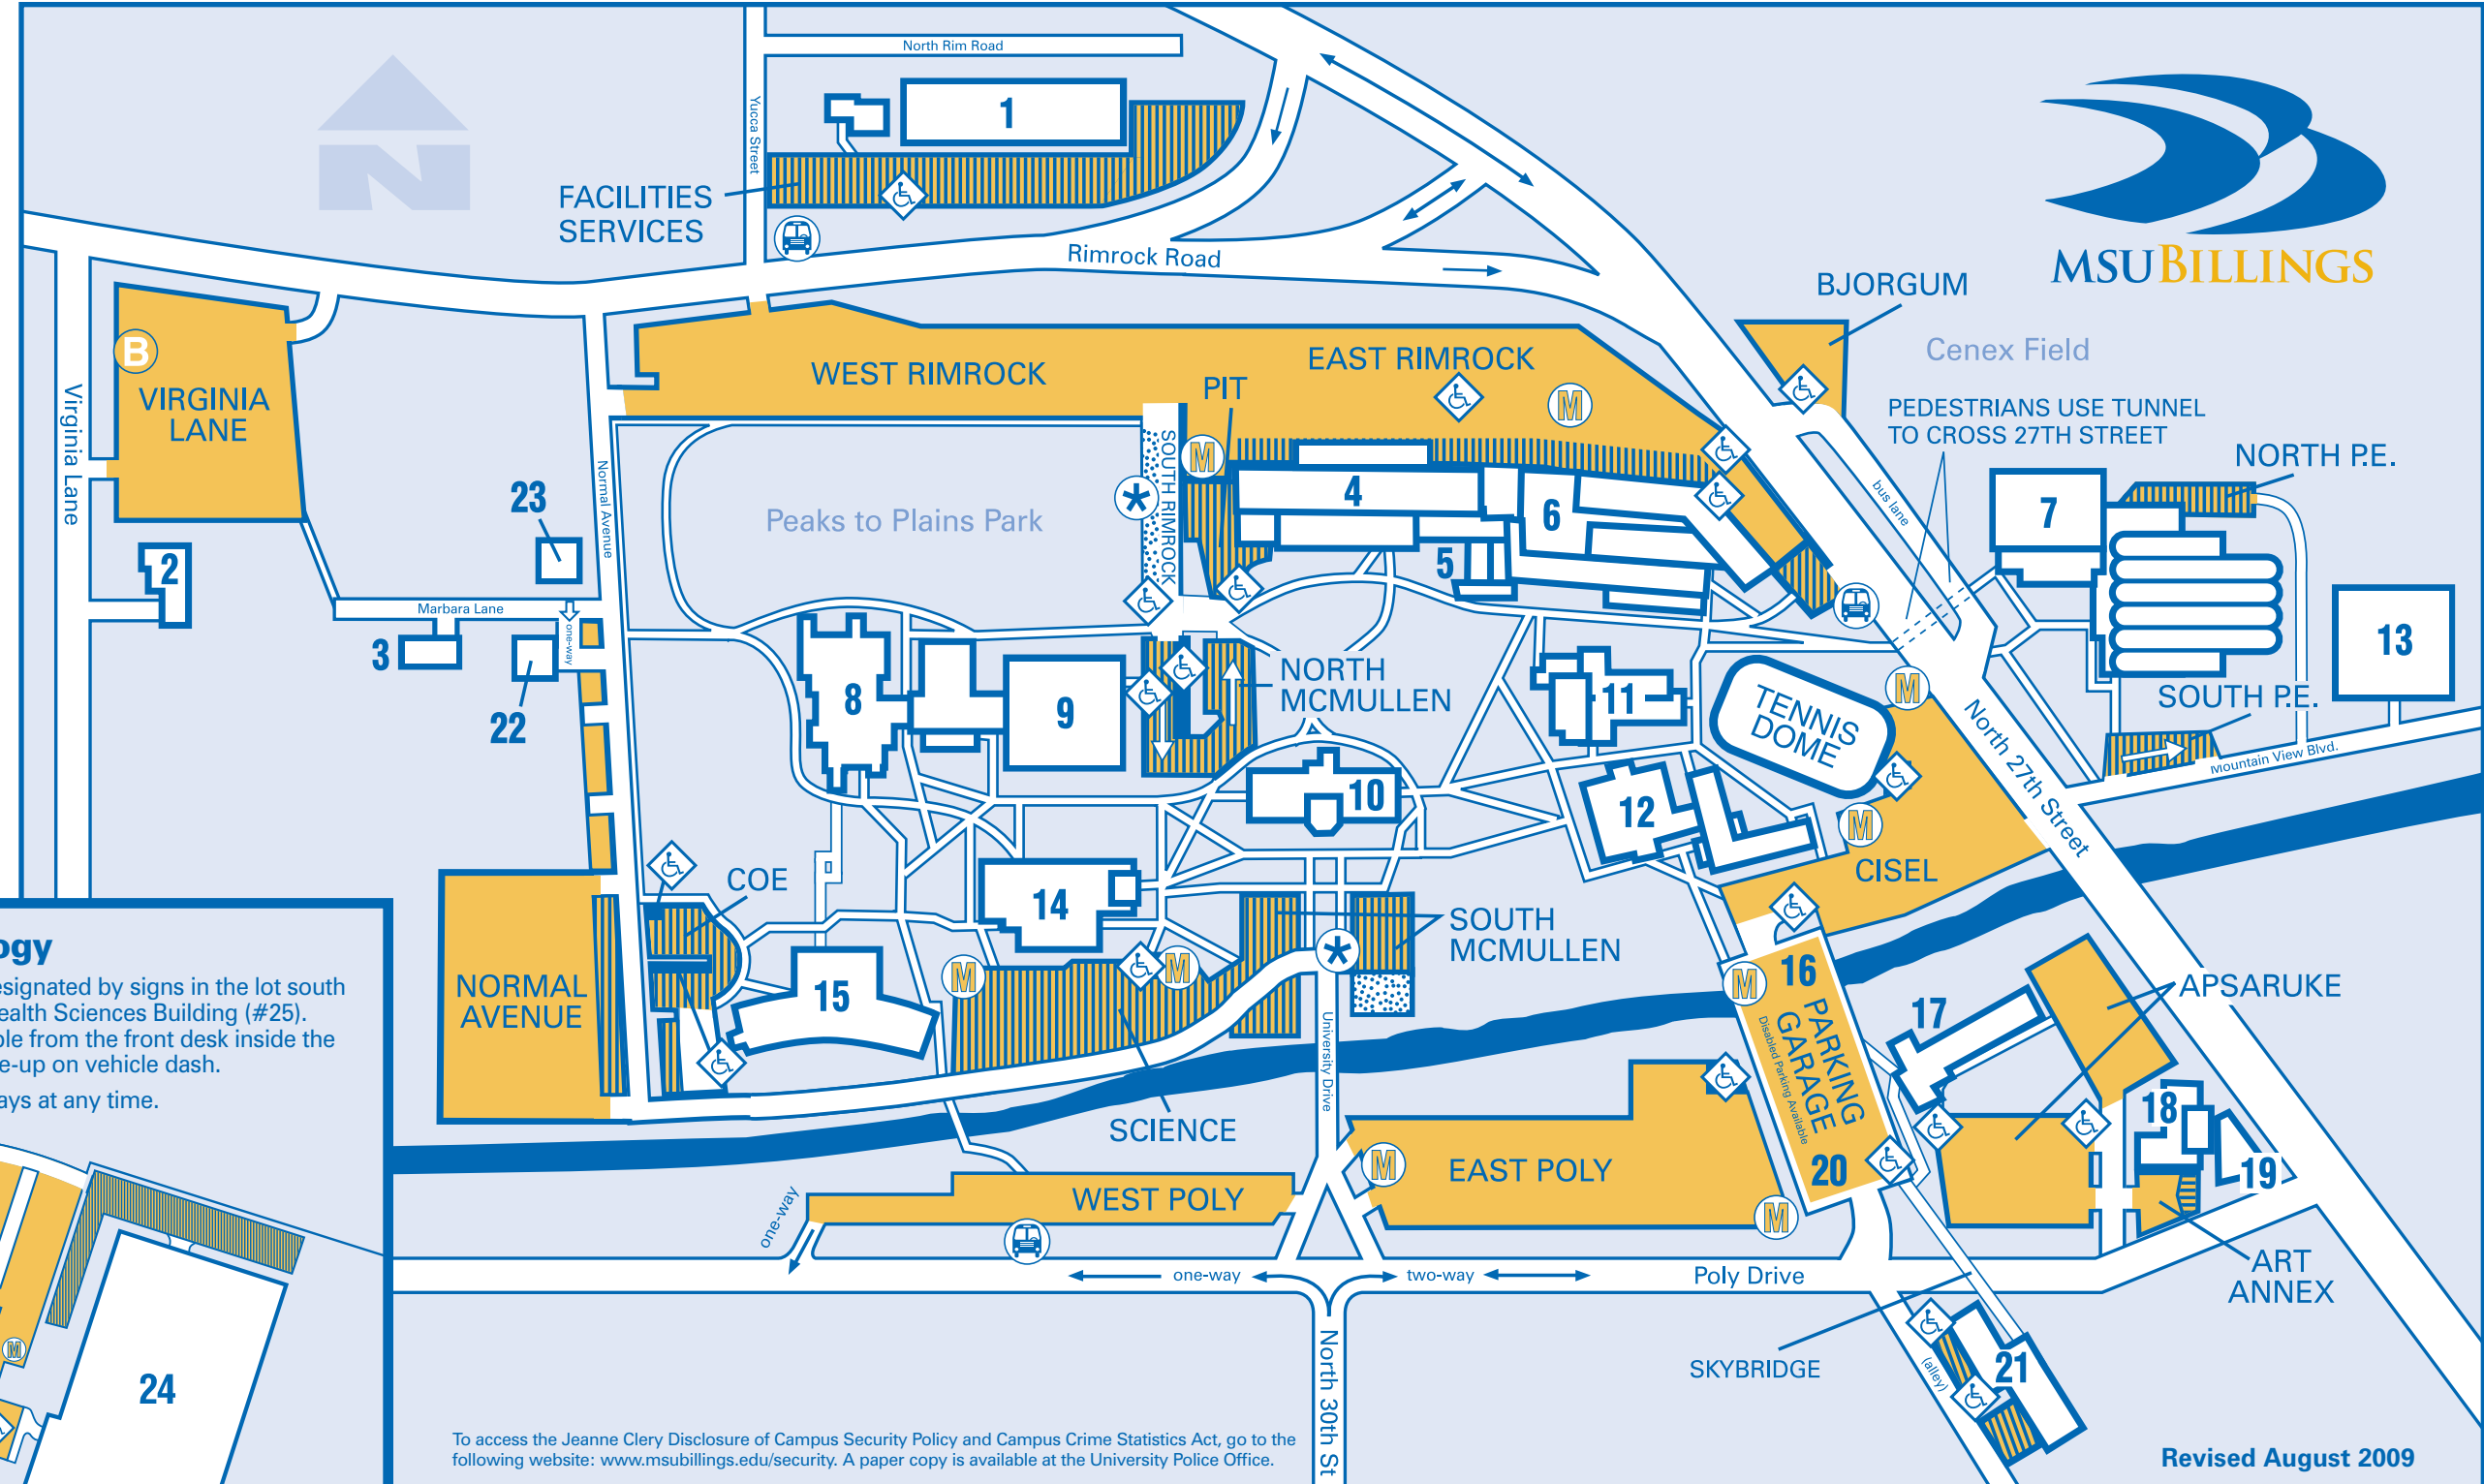 North Rim Road
Yucca Street
1
FACILITIES
SERVICES
N
Rimrock Road
MSUBILLINGS
BJORGUM
Cenex Field
PEDESTRIANS USE TUNNEL
TO CROSS 27TH STREET
NORTH P.E.
B
VIRGINIA
LANE
Virginia Lane
WEST RIMROCK
EAST RIMROCK
PIT
M
M
SOUTH RIMROCK
*
Peaks to Plains Park
Normal Avenue
23
2
Marbara Lane
one-way
3
22
4
5
6
bus lane
7
13
SOUTH P.E.
Mountain View Blvd.
North 27th Street
8
9
NORTH
MCMULLEN
10
11
TENNIS
DOME
M
12
M
CISEL
COE
14
15
SOUTH
MCMULLEN
*
M
M
NORMAL
AVENUE
SCIENCE
University Drive
M
16
PARKING
GARAGE
Disabled Parking Available
20
17
APSARUKE
18
19
ART
ANNEX
WEST POLY
EAST POLY
M
M
one-way
one-way
two-way
Poly Drive
North 30th St
SKYBRIDGE
(alley)
21
ogy
esignated by signs in the lot south
ealth Sciences Building (#25).
ble from the front desk inside the
e-up on vehicle dash.
ays at any time.
M
24
To access the Jeanne Clery Disclosure of Campus Security Policy and Campus Crime Statistics Act, go to the
following website: www.msubillings.edu/security. A paper copy is available at the University Police Office.
Revised August 2009